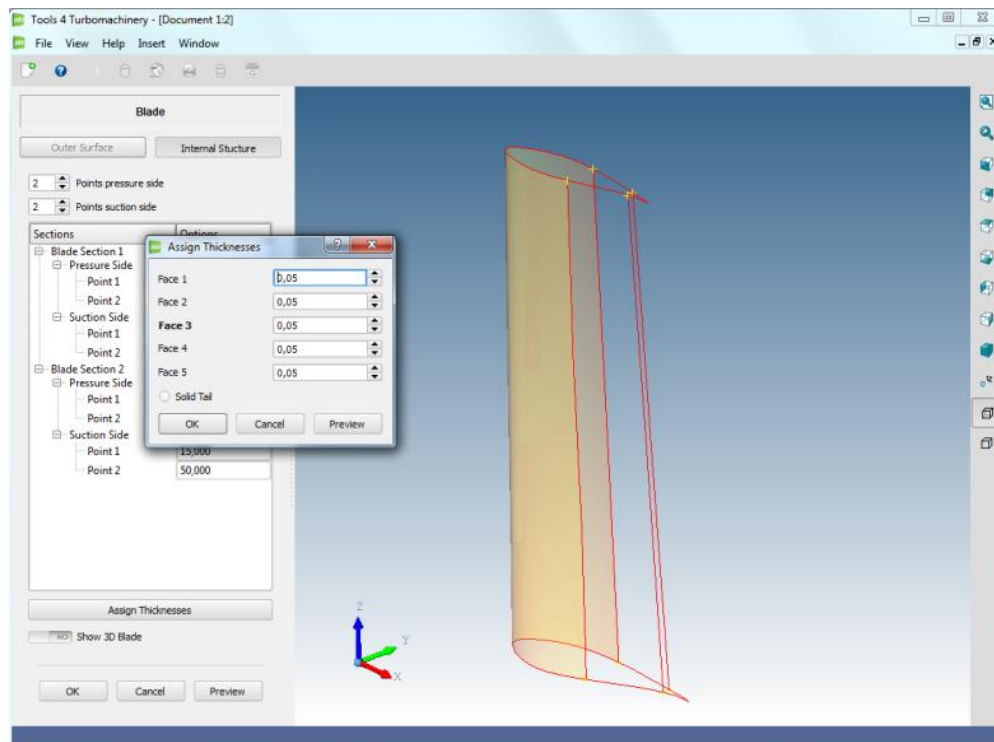 Tools 4 Turbomachinery - [Document 1:2]
File View Help Insert Window
Blade
Outer Surface Internal Stucture
2 Points pressure side
2 Points suction side
Sections Options
Blade Section 1
Pressure Side
Point 1
Point 2
Suction Side
Point 1
Point 2
Blade Section 2
Pressure Side
Point 1
Point 2
Suction Side
Point 1 15,000
Point 2 50,000
Assign Thicknesses
Face 1 0,05
Face 2 0,05
Face 3 0,05
Face 4 0,05
Face 5 0,05
Solid Tail
OK Cancel Preview
Assign Thicknesses
NO Show 3D Blade
OK Cancel Preview
Z
Y
X